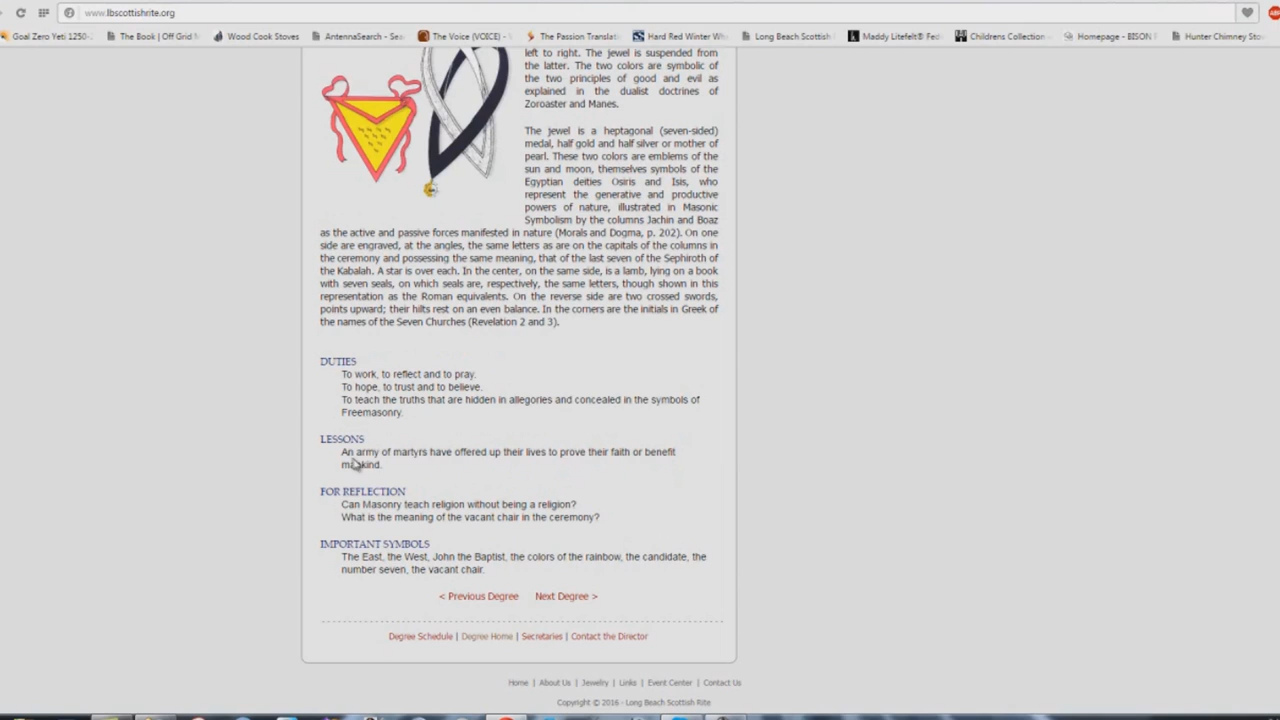 www.lbscottishrite.org
Goal Zero Yeti 1250- The Book | Off Grid Wood Cook Stoves AntennaSearch - Sea The Voice (VOICE) - The Passion Translati Hard Red Winter Wh Long Beach Scottish Maddy Litefelt® Fed Childrens Collection Homepage - BISON Hunter Chimney Sto
left to right. The jewel is suspended from
the latter. The two colors are symbolic of
the two principles of good and evil as
explained in the dualist doctrines of
Zoroaster and Manes.
The jewel is a heptagonal (seven-sided)
medal, half gold and half silver or mother of
pearl. These two colors are emblems of the
sun and moon, themselves symbols of the
Egyptian deities Osiris and Isis, who
represent the generative and productive
powers of nature, illustrated in Masonic
Symbolism by the columns Jachin and Boaz
as the active and passive forces manifested in nature (Morals and Dogma, p. 202). On one
side are engraved, at the angles, the same letters as are on the capitals of the columns in
the ceremony and possessing the same meaning, that of the last seven of the Sephiroth of
the Kabalah. A star is over each. In the center, on the same side, is a lamb, lying on a book
with seven seals, on which seals are, respectively, the same letters, though shown in this
representation as the Roman equivalents. On the reverse side are two crossed swords,
points upward; their hilts rest on an even balance. In the corners are the initials in Greek of
the names of the Seven Churches (Revelation 2 and 3).
DUTIES
To work, to reflect and to pray.
To hope, to trust and to believe.
To teach the truths that are hidden in allegories and concealed in the symbols of
Freemasonry.
LESSONS
An army of martyrs have offered up their lives to prove their faith or benefit
mankind.
FOR REFLECTION
Can Masonry teach religion without being a religion?
What is the meaning of the vacant chair in the ceremony?
IMPORTANT SYMBOLS
The East, the West, John the Baptist, the colors of the rainbow, the candidate, the
number seven, the vacant chair.
< Previous Degree Next Degree >
Degree Schedule | Degree Home | Secretaries | Contact the Director
Home | About Us | Jewelry | Links | Event Center | Contact Us
Copyright © 2016 - Long Beach Scottish Rite